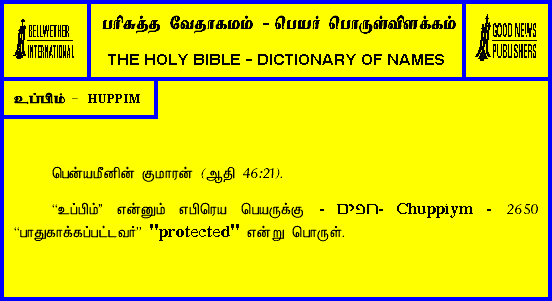 BELLWETHER
INTERNATIONAL
பரிசுத்த வேதாகமம் - பெயர் பொருள்விளக்கம்
THE HOLY BIBLE - DICTIONARY OF NAMES
GOOD NEWS
PUBLISHERS
உப்பிம் - HUPPIM
பென்யமீனின் குமாரன் (ஆதி 46:21).
“உப்பிம்” என்னும் எபிரெய பெயருக்கு - חפים- Chuppiym - 2650
“பாதுகாக்கப்பட்டவர்” "protected" என்று பொருள்.